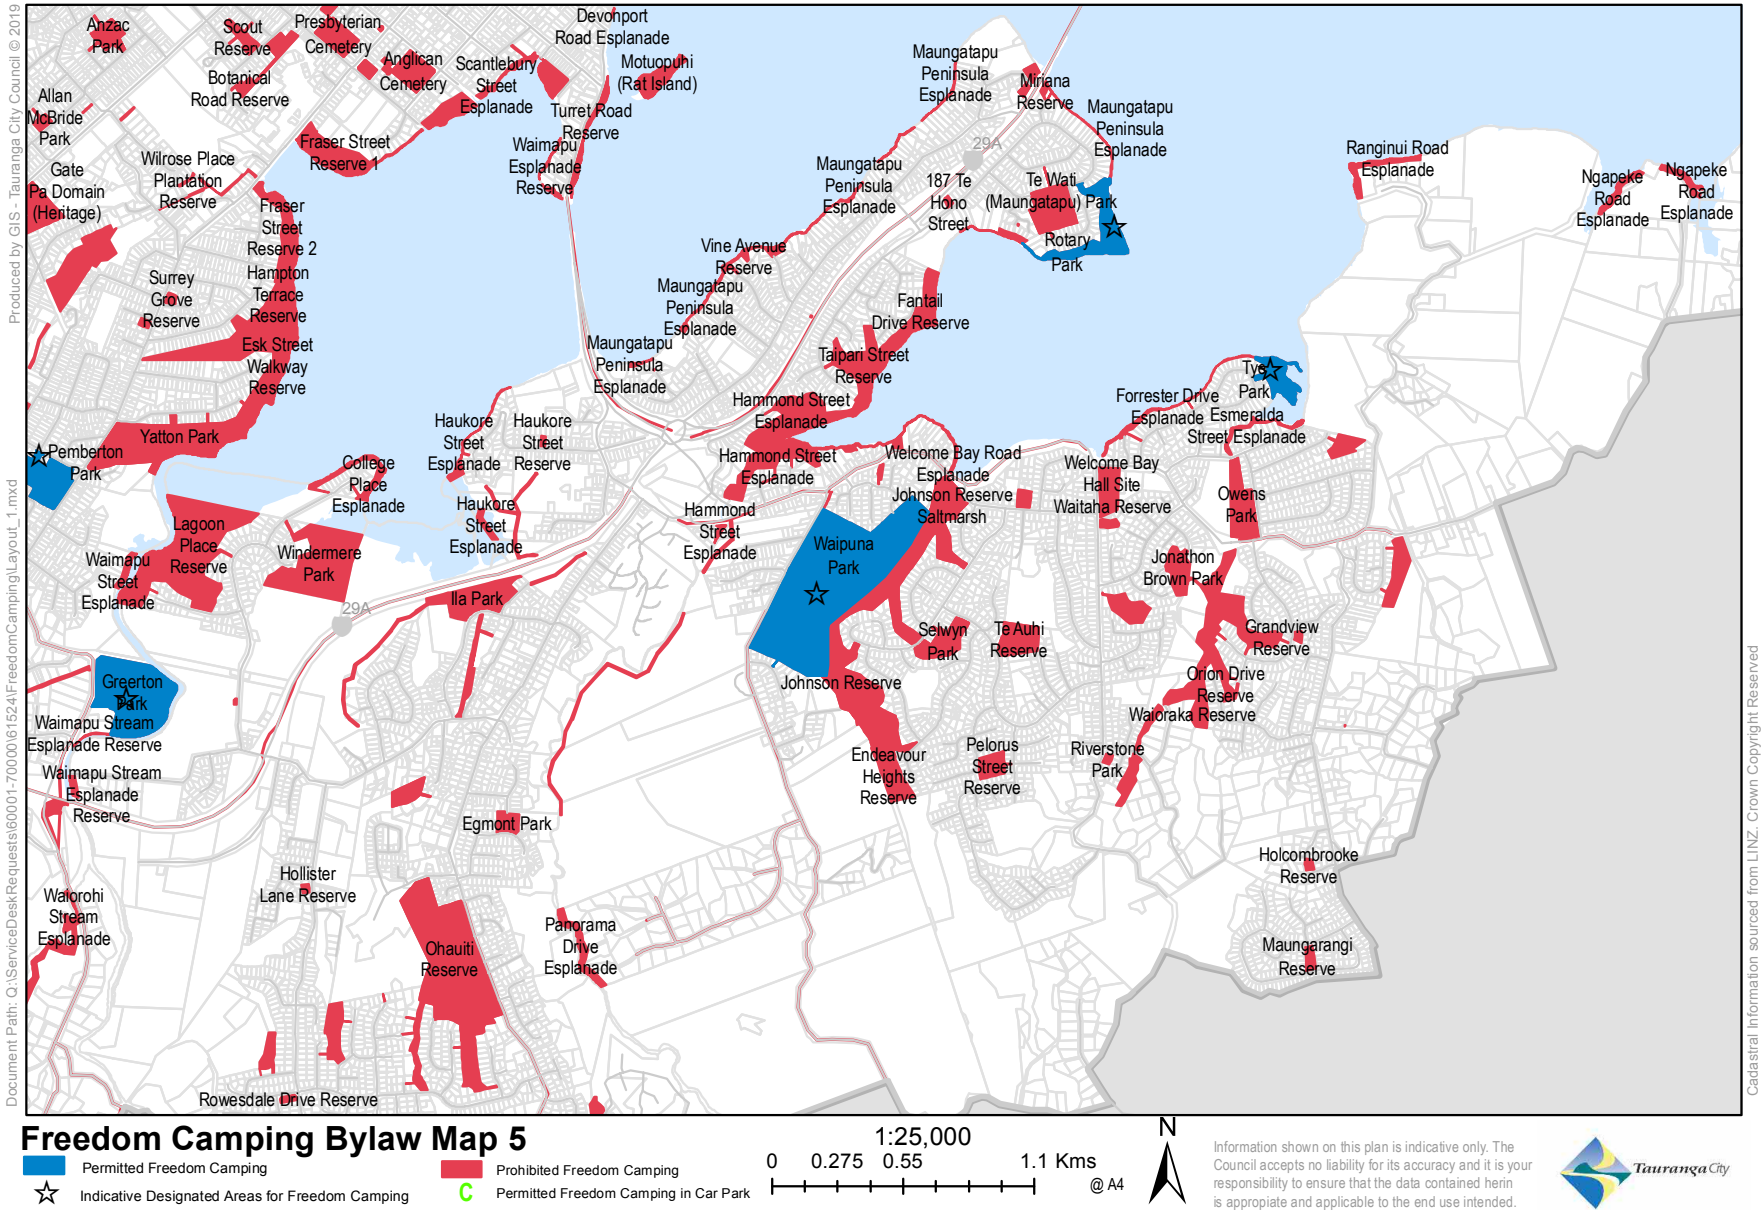 Produced by GIS - Tauranga City Council © 2019
Document Path: Q:\ServiceDeskRequests\60001-70000\61524\FreedomCamping\Layout_1.mxd
Anzac
Park
Scout
Reserve
Presbyterian
Cemetery
Botanical
Road Reserve
Anglican
Cemetery
Scantlebury
Street
Esplanade
Devonport
Road Esplanade
Motuopuhi
(Rat Island)
Turret Road
Reserve
Waimapu
Esplanade
Reserve
Allan
McBride
Park
Gate
Pa Domain
(Heritage)
Wilrose Place
Plantation
Reserve
Fraser Street
Reserve 1
Fraser
Street
Reserve 2
Hampton
Terrace
Reserve
Surrey
Grove
Reserve
Esk Street
Walkway
Reserve
Yatton Park
Pemberton
Park
Maungatapu
Peninsula
Esplanade
Miriana
Reserve
Maungatapu
Peninsula
Esplanade
29A
Maungatapu
Peninsula
Esplanade
187 Te
Hono
Street
Te Wati
(Maungatapu) Park
Rotary
Park
Vine Avenue
Reserve
Maungatapu
Peninsula
Esplanade
Maungatapu
Peninsula
Esplanade
Fantail
Drive Reserve
Taipari Street
Reserve
Hammond Street
Esplanade
Hammond Street
Esplanade
Hammond
Street
Esplanade
Ranginui Road
Esplanade
Ngapeke
Road
Esplanade
Ngapeke
Road
Esplanade
Tye
Park
Forrester Drive
Esplanade
Esmeralda
Street Esplanade
Haukore
Street
Esplanade
Haukore
Street
Reserve
Haukore
Street
Esplanade
College
Place
Esplanade
Lagoon
Place
Reserve
Windermere
Park
Waimapu
Street
Esplanade
29A
Ila Park
Welcome Bay Road
Esplanade
Johnson Reserve
Saltmarsh
Welcome Bay
Hall Site
Waitaha Reserve
Owens
Park
Waipuna
Park
Jonathon
Brown Park
Selwyn
Park
Te Auhi
Reserve
Grandview
Reserve
Johnson Reserve
Orion Drive
Reserve
Waioraka Reserve
Greerton
Park
Waimapu Stream
Esplanade Reserve
Waimapu Stream
Esplanade
Reserve
Endeavour
Heights
Reserve
Pelorus
Street
Reserve
Riverstone
Park
Egmont Park
Hollister
Lane Reserve
Holcombrooke
Reserve
Waiorohi
Stream
Esplanade
Ohauiti
Reserve
Panorama
Drive
Esplanade
Maungarangi
Reserve
Rowesdale Drive Reserve
Cadastral Information sourced from LINZ. Crown Copyright Reserved
Freedom Camping Bylaw Map 5
Permitted Freedom Camping
Indicative Designated Areas for Freedom Camping
Prohibited Freedom Camping
C Permitted Freedom Camping in Car Park
1:25,000
0 0.275 0.55 1.1 Kms
@ A4
N
Information shown on this plan is indicative only. The
Council accepts no liability for its accuracy and it is your
responsibility to ensure that the data contained herin
is appropiate and applicable to the end use intended.
Tauranga City